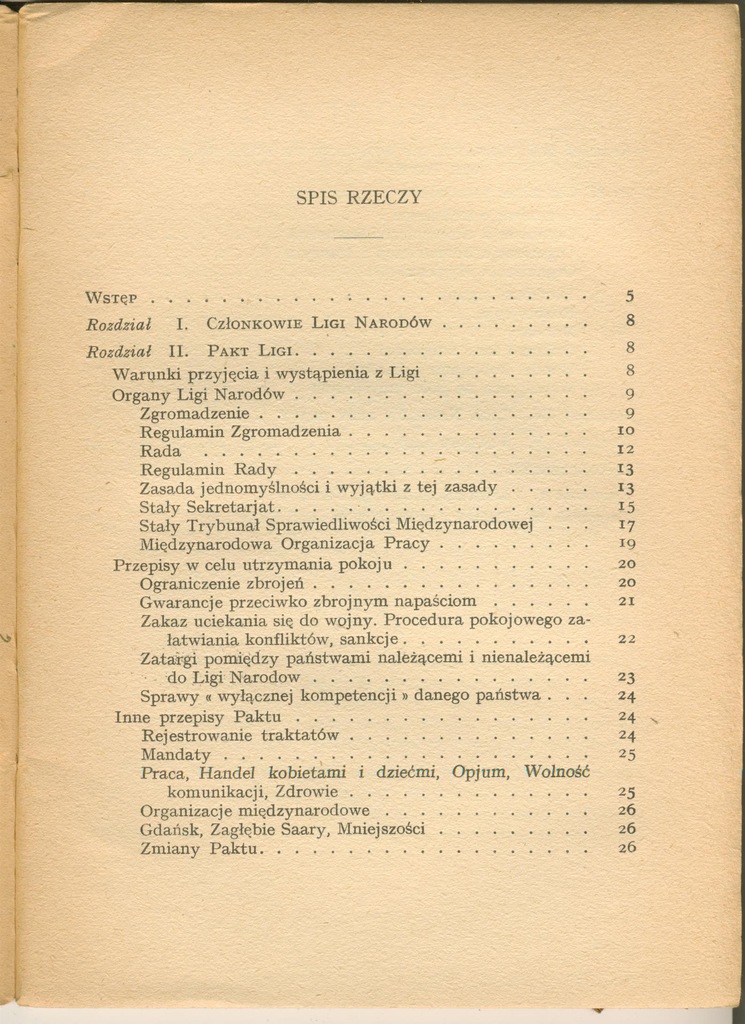 SPIS RZECZY
Wstęp . . . . . . . . . . . . . . . . . . . . . . . . . 5
Rozdział I. Członkowie Ligi Narodów . . . . . . . . . 8
Rozdział II. Pakt Ligi. . . . . . . . . . . . . . . . . 8
Warunki przyjęcia i wystąpienia z Ligi . . . . . . . . . 8
Organy Ligi Narodów . . . . . . . . . . . . . . . . . 9
Zgromadzenie . . . . . . . . . . . . . . . . . . . 9
Regulamin Zgromadzenia . . . . . . . . . . . . . . 10
Rada . . . . . . . . . . . . . . . . . . . . . . 12
Regulamin Rady . . . . . . . . . . . . . . . . . 13
Zasada jednomyślności i wyjątki z tej zasady . . . . . 13
Stały Sekretarjat. . . . . . . . . . . . . . . . . . 15
Stały Trybunał Sprawiedliwości Międzynarodowej . . . 17
Międzynarodowa Organizacja Pracy . . . . . . . . . 19
Przepisy w celu utrzymania pokoju . . . . . . . . . . . 20
Ograniczenie zbrojeń . . . . . . . . . . . . . . . . 20
Gwarancje przeciwko zbrojnym napaściom . . . . . . 21
Zakaz uciekania się do wojny. Procedura pokojowego za-
łatwiania konfliktów, sankcje . . . . . . . . . . . . 22
Zatargi pomiędzy państwami należącemi i nienależącemi
do Ligi Narodow . . . . . . . . . . . . . . . . . 23
Sprawy « wyłącznej kompetencji » danego państwa . . . 24
Inne przepisy Paktu . . . . . . . . . . . . . . . . . 24
Rejestrowanie traktatów . . . . . . . . . . . . . . 24
Mandaty . . . . . . . . . . . . . . . . . . . . . 25
Praca, Handel kobietami i dziećmi, Opjum, Wolność
komunikacji, Zdrowie . . . . . . . . . . . . . . . 25
Organizacje międzynarodowe . . . . . . . . . . . . 26
Gdańsk, Zagłębie Saary, Mniejszości . . . . . . . . . 26
Zmiany Paktu. . . . . . . . . . . . . . . . . . . 26